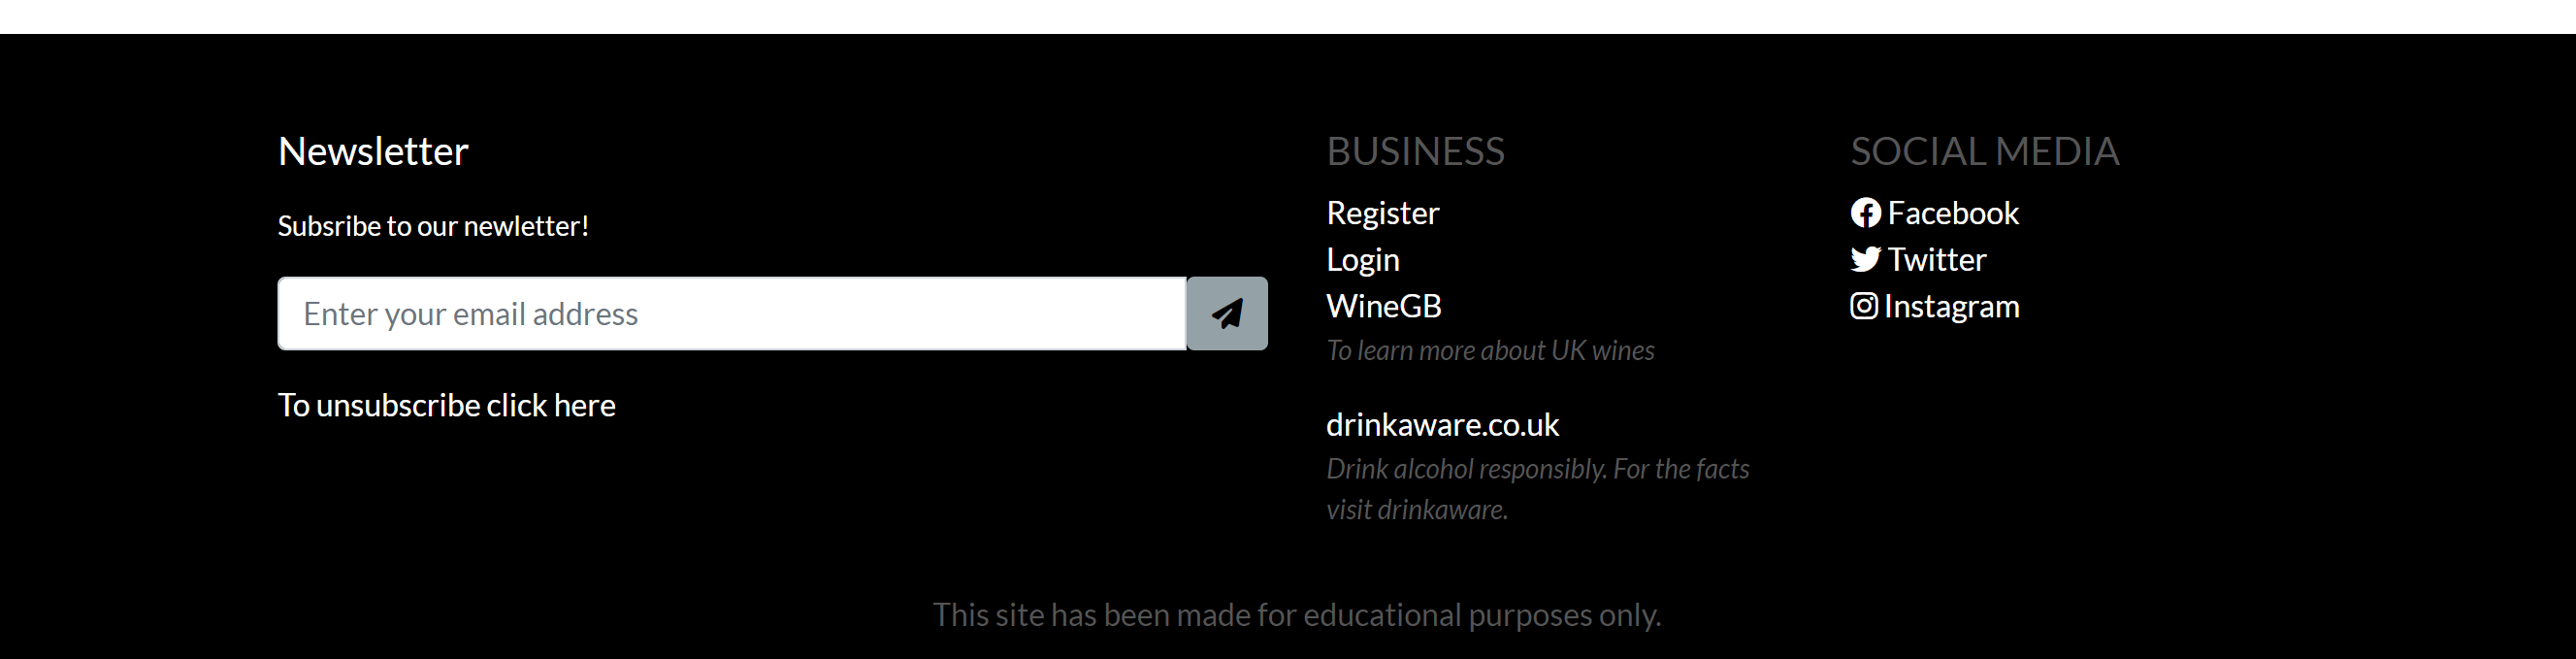 Newsletter
Subsribe to our newletter!
Enter your email address
To unsubscribe click here
BUSINESS
Register
Login
WineGB
To learn more about UK wines
drinkaware.co.uk
Drink alcohol responsibly. For the facts
visit drinkaware.
SOCIAL MEDIA
Facebook
Twitter
Instagram
This site has been made for educational purposes only.